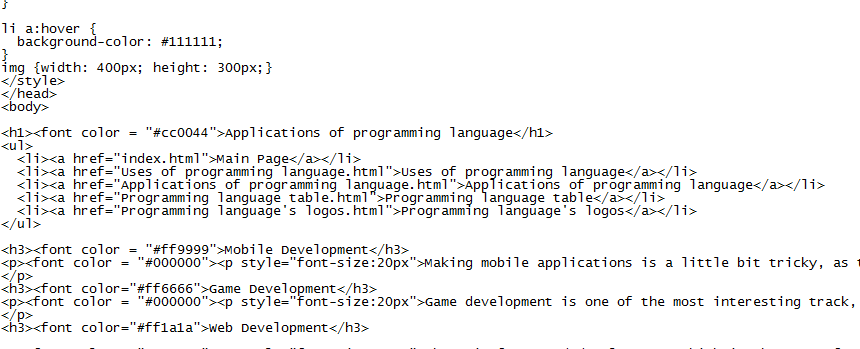 }
li a:hover {
  background-color: #111111;
}
img {width: 400px; height: 300px;}
</style>
</head>
<body>
<h1><font color = "#cc0044">Applications of programming language</h1>
<ul>
  <li><a href="index.html">Main Page</a></li>
  <li><a href="Uses of programming language.html">Uses of programming language</a></li>
  <li><a href="Applications of programming language.html">Applications of programming language</a></li>
  <li><a href="Programming language table.html">Programming language table</a></li>
  <li><a href="Programming language's logos.html">Programming language's logos</a></li>
</ul>
<h3><font color = "#ff9999">Mobile Development</h3>
<p><font color = "#000000"><p style="font-size:20px">Making mobile applications is a little bit tricky, as
</p>
<h3><font color="#ff6666">Game Development</h3>
<p><font color = "#000000"><p style="font-size:20px">Game development is one of the most interesting track,
</p>
<h3><font color="#ff1a1a">Web Development</h3>